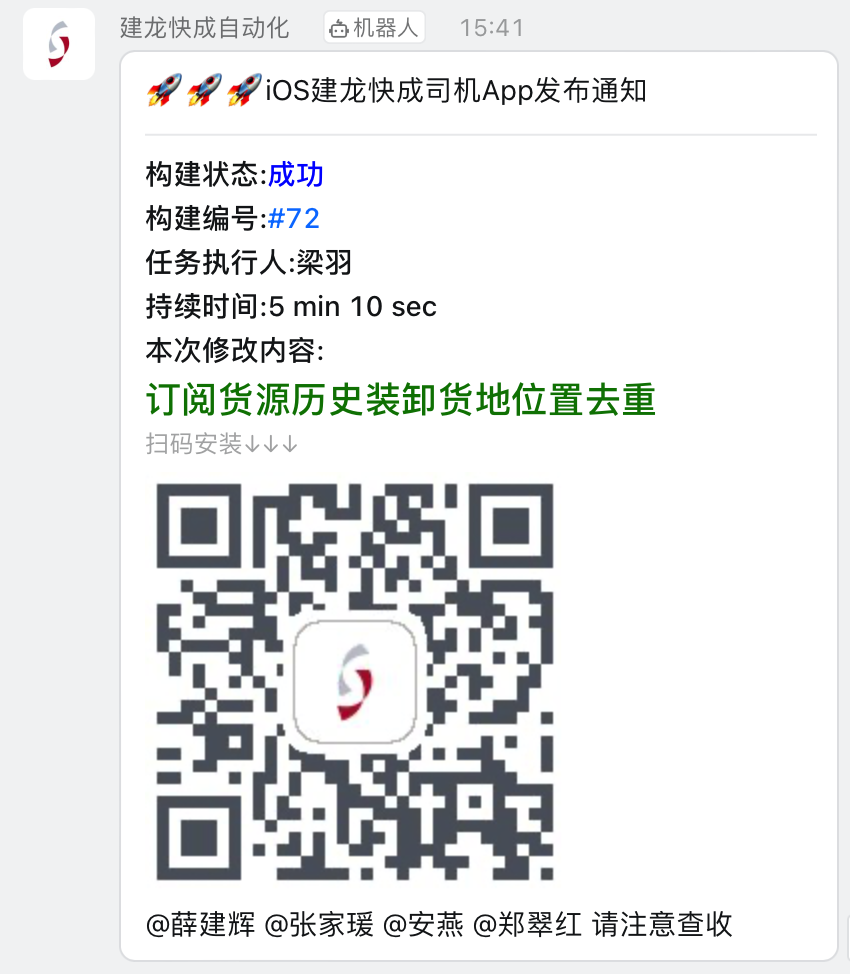 建龙快成自动化 机器人 15:41
🚀🚀🚀iOS建龙快成司机App发布通知
构建状态:成功
构建编号:#72
任务执行人:梁羽
持续时间:5 min 10 sec
本次修改内容:
订阅货源历史装卸货地位置去重
扫码安装↓↓↓
@薛建辉 @张家瑗 @安燕 @郑翠红 请注意查收